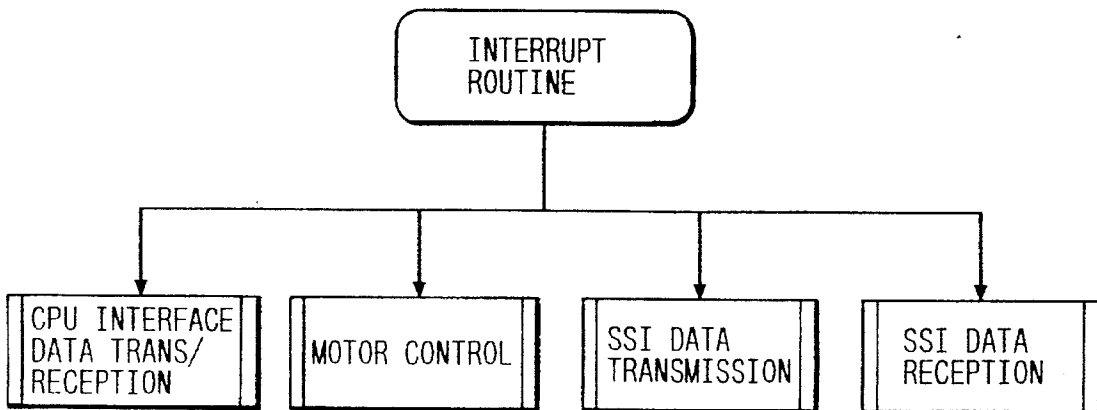 INTERRUPT
ROUTINE
CPU INTERFACE
DATA TRANS/
RECEPTION
MOTOR CONTROL
SSI DATA
TRANSMISSION
SSI DATA
RECEPTION